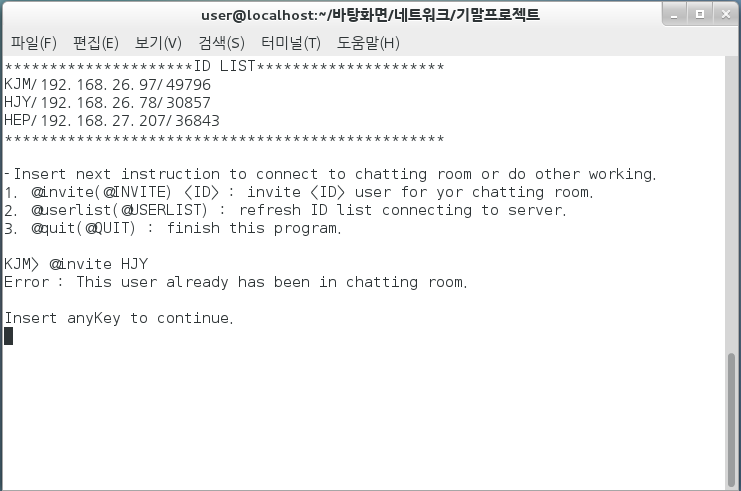 user@localhost:~/바탕화면/네트워크/기말프로젝트
파일(F) 편집(E) 보기(V) 검색(S) 터미널(T) 도움말(H)
*********************ID LIST*********************
KJM/192.168.26.97/49796
HJY/192.168.26.78/30857
HEP/192.168.27.207/36843
*************************************************
-Insert next instruction to connect to chatting room or do other working.
1. @invite(@INVITE) <ID> : invite <ID> user for yor chatting room.
2. @userlist(@USERLIST) : refresh ID list connecting to server.
3. @quit(@QUIT) : finish this program.
KJM> @invite HJY
Error : This user already has been in chatting room.
Insert anyKey to continue.